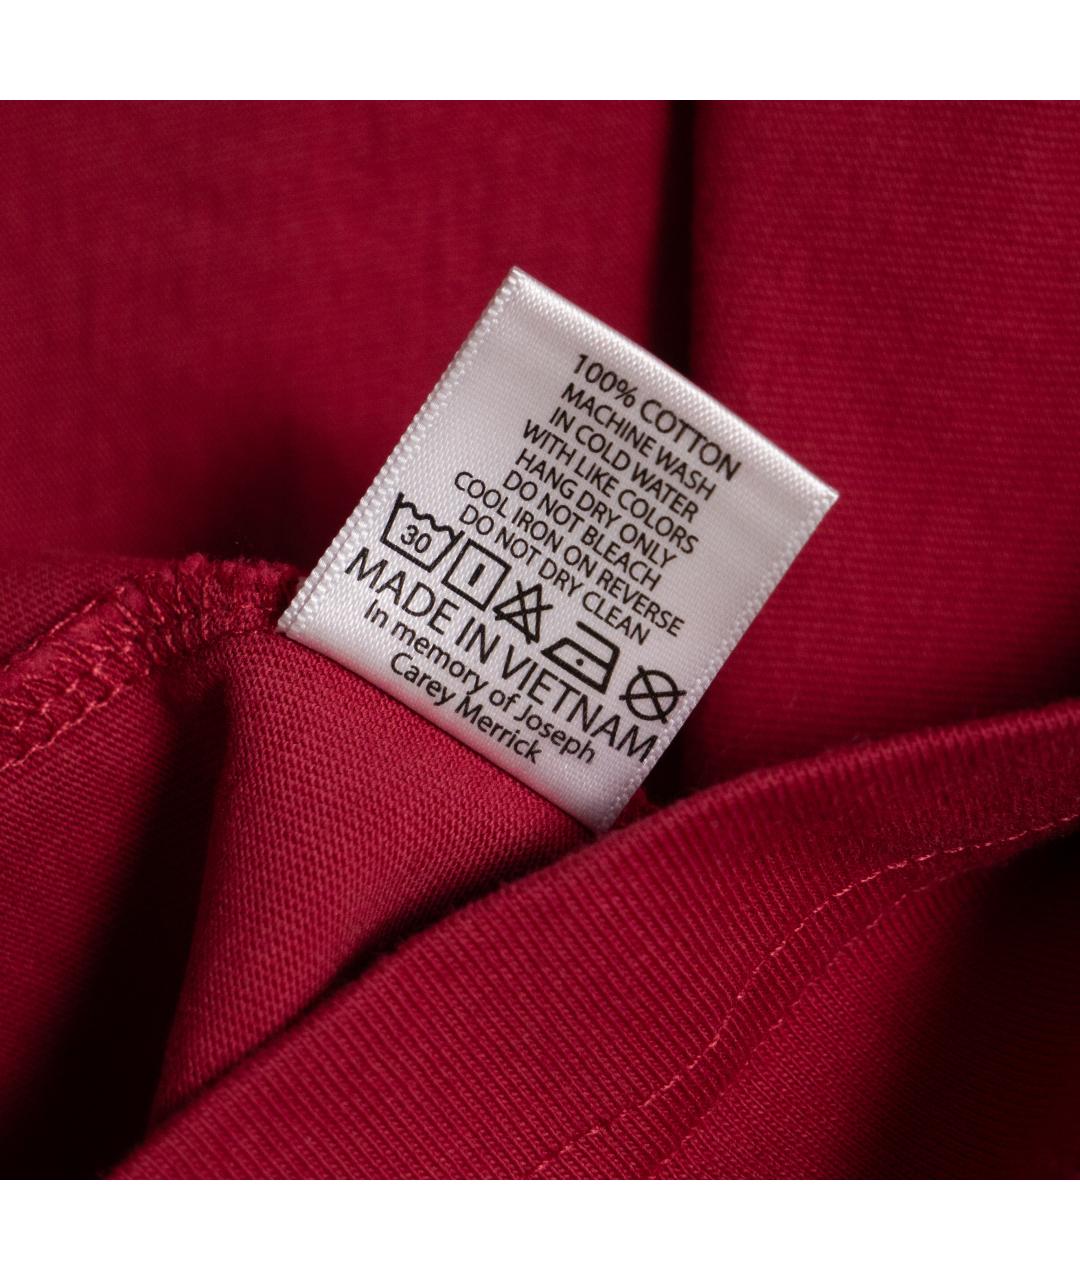 100% COTTON
MACHINE WASH
IN COLD WATER
WITH LIKE COLORS
HANG DRY ONLY
DO NOT BLEACH
COOL IRON ON REVERSE
DO NOT DRY CLEAN
30
MADE IN VIETNAM
In memory of Joseph
Carey Merrick